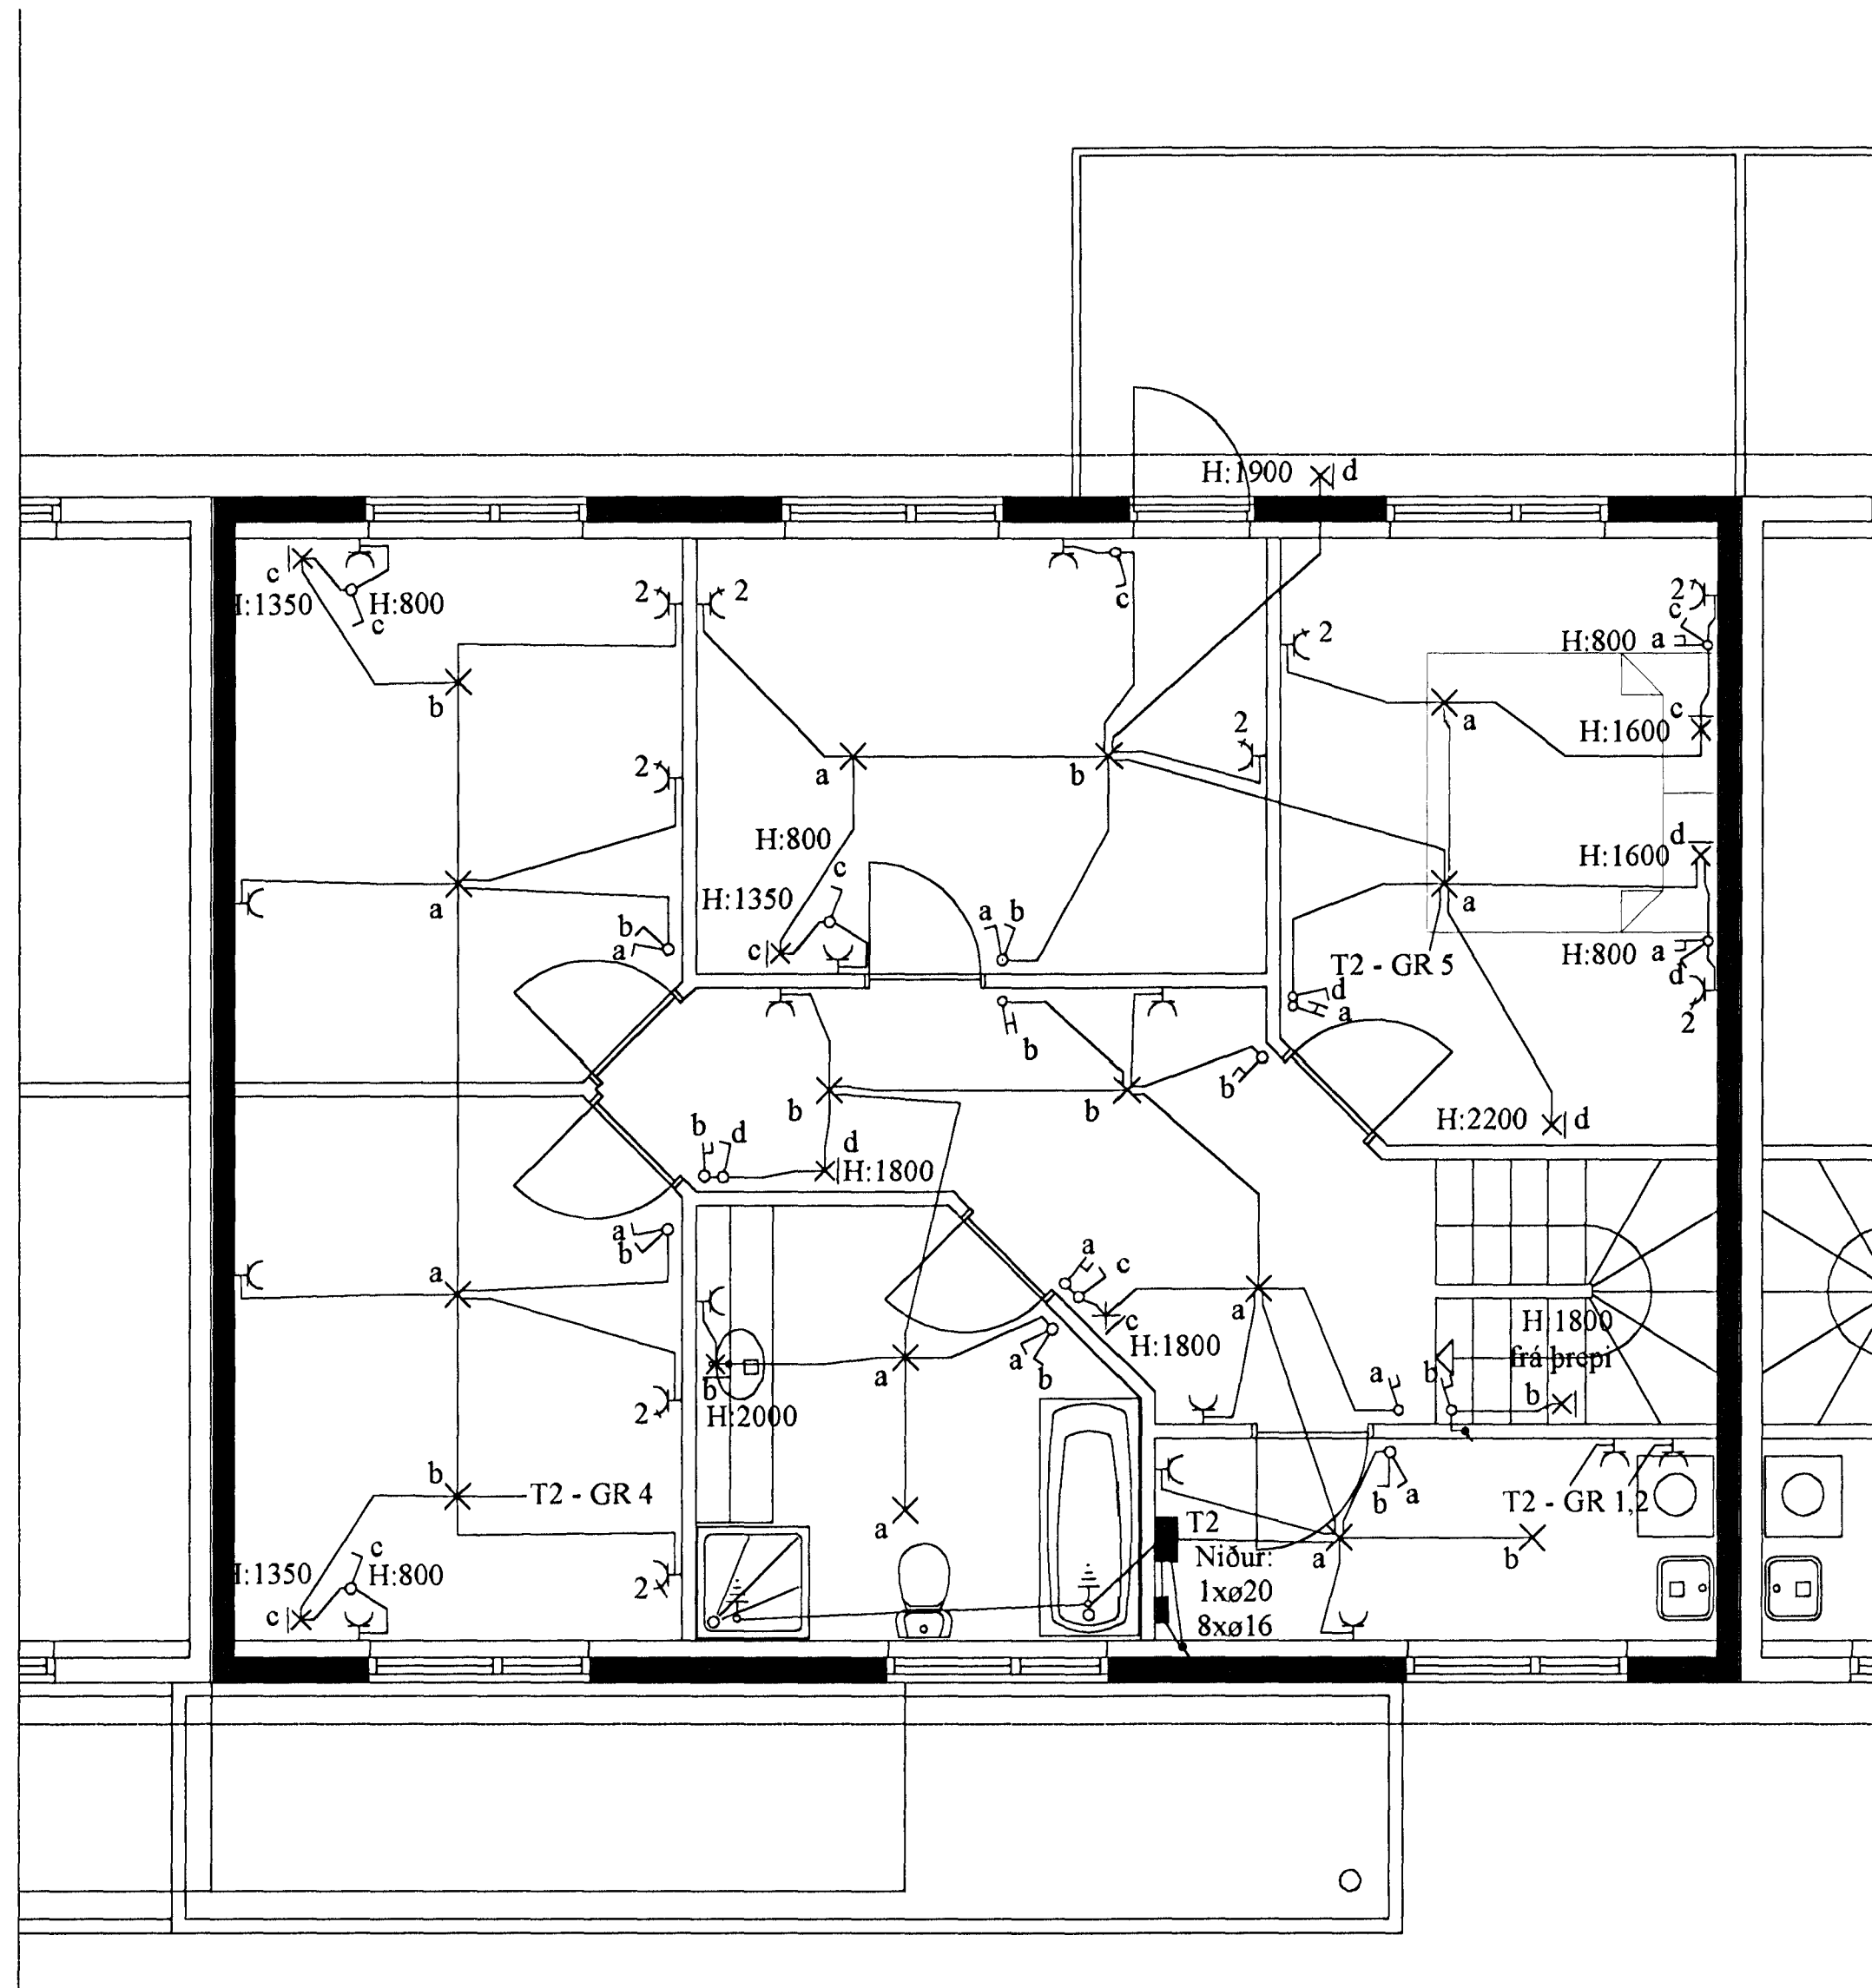 H:1900 d
c
H:1350 H:800
c
2 2
c
2
c
H:800 a
2
b
a
c
H:1600
2
2
a b
d
H:1600
H:800
c
H:1350
a b
a
a
b
a
c
T2 - GR 5
H:800 a
d
2
d
a
b
b
b
b
H:2200 d
b d
d
H:1800
a
b
a
a
c
a
c
H:1800
H:1800
frá þrepi
b
b
a
a
a
b
b
H:2000
2
b
T2 - GR 4
a
b a
T2 - GR 1,2
T2
Niður:
1xø20
8xø16
a
b
c
H:1350 H:800
c
2